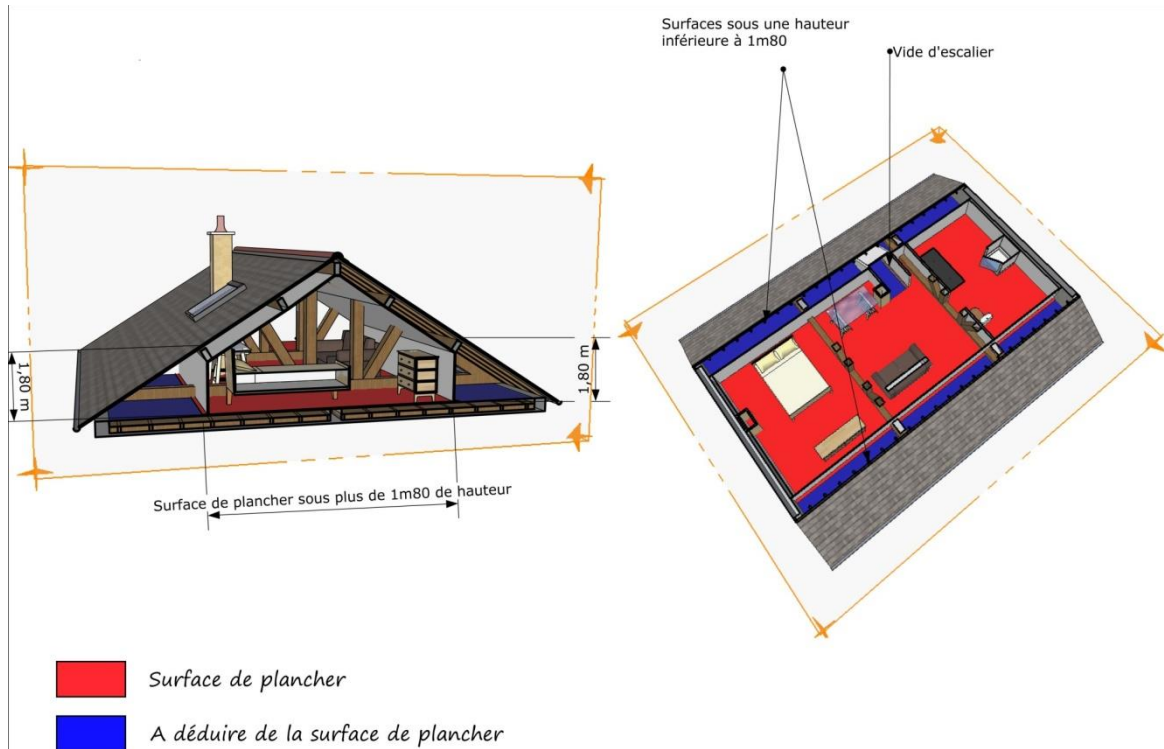 Surfaces sous une hauteur
inférieure à 1m80
Vide d'escalier
1,80 m
1,80 m
Surface de plancher sous plus de 1m80 de hauteur
Surface de plancher
A déduire de la surface de plancher